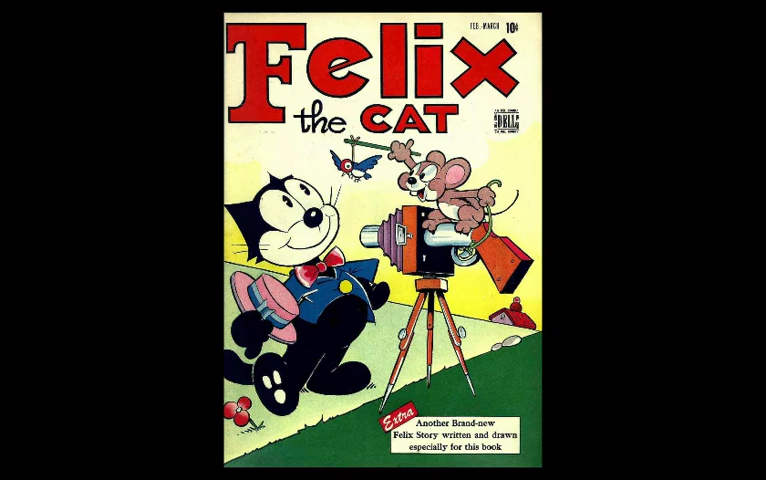 FEB.-MARCH 10¢
Felix
the CAT
DELL
Extra
Another Brand-new
Felix Story written and drawn
especially for this book